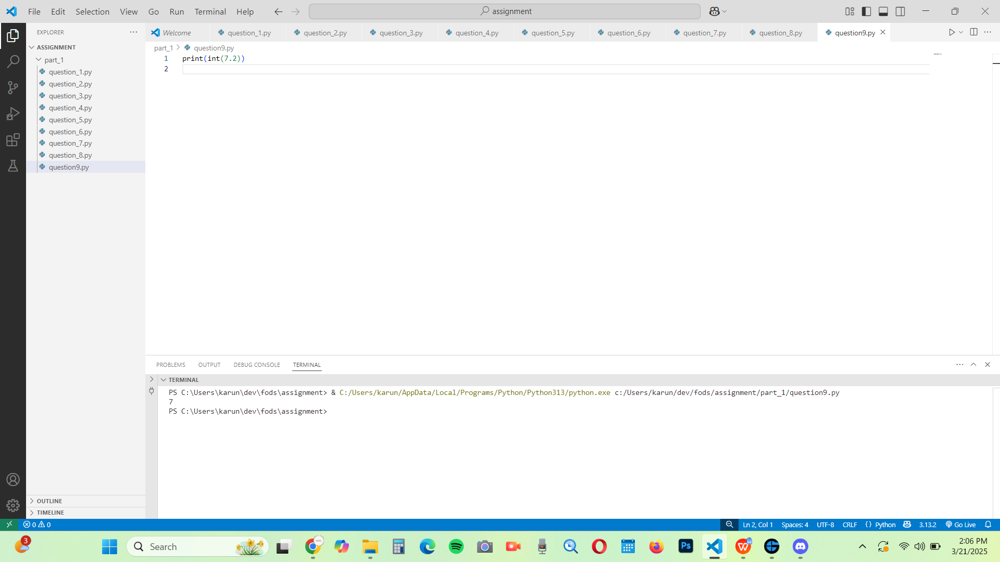 File Edit Selection View Go Run Terminal Help
assignment
EXPLORER
Welcome question_1.py question_2.py question_3.py question_4.py question_5.py question_6.py question_7.py question_8.py question9.py
ASSIGNMENT
part_1
question_1.py
question_2.py
question_3.py
question_4.py
question_5.py
question_6.py
question_7.py
question_8.py
question9.py
part_1 > question9.py
1 print(int(7.2))
2
PROBLEMS OUTPUT DEBUG CONSOLE TERMINAL
TERMINAL
PS C:\Users\karun\dev\fods\assignment> & C:/Users/karun/AppData/Local/Programs/Python/Python313/python.exe c:/Users/karun/dev/fods/assignment/part_1/question9.py
7
PS C:\Users\karun\dev\fods\assignment>
OUTLINE
TIMELINE
0 0 Ln 2, Col 1 Spaces: 4 UTF-8 CRLF {} Python 3.13.2 Go Live
3
Search
Ps
W
2:06 PM
3/21/2025